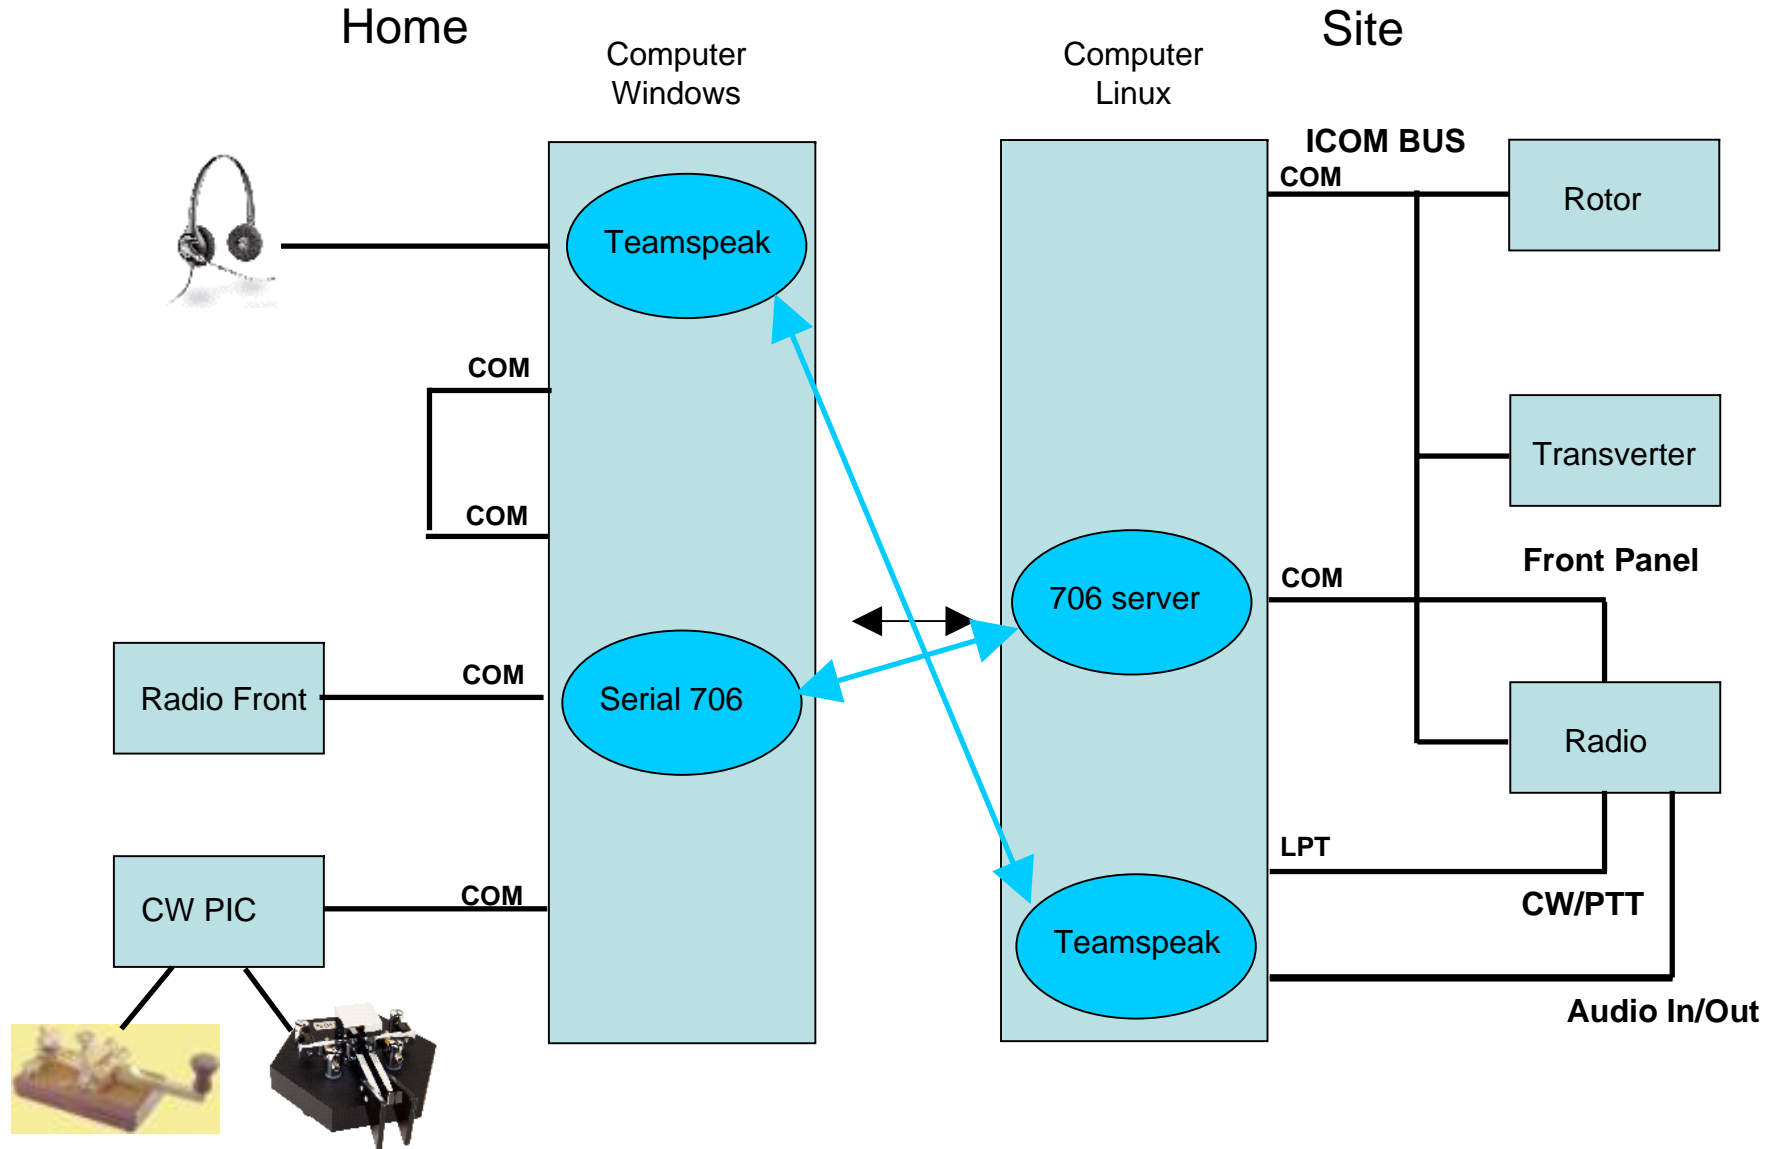 Home
Site
Computer
Windows
Computer
Linux
ICOM BUS
COM
Rotor
Teamspeak
COM
Transverter
COM
Front Panel
COM
706 server
COM
Radio Front
Serial 706
Radio
LPT
CW PIC
COM
CW/PTT
Teamspeak
Audio In/Out